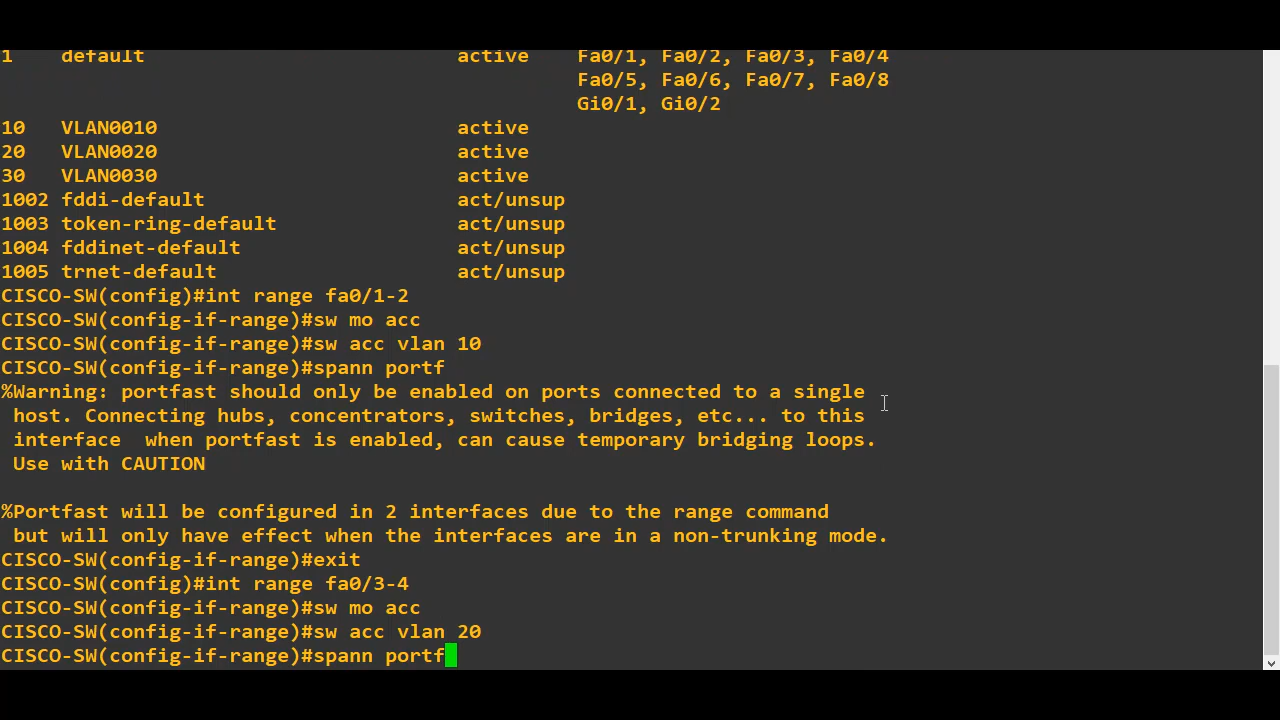 1    default                          active    Fa0/1, Fa0/2, Fa0/3, Fa0/4
                                                Fa0/5, Fa0/6, Fa0/7, Fa0/8
                                                Gi0/1, Gi0/2
10   VLAN0010                         active
20   VLAN0020                         active
30   VLAN0030                         active
1002 fddi-default                     act/unsup
1003 token-ring-default               act/unsup
1004 fddinet-default                  act/unsup
1005 trnet-default                    act/unsup
CISCO-SW(config)#int range fa0/1-2
CISCO-SW(config-if-range)#sw mo acc
CISCO-SW(config-if-range)#sw acc vlan 10
CISCO-SW(config-if-range)#spann portf
%Warning: portfast should only be enabled on ports connected to a single
 host. Connecting hubs, concentrators, switches, bridges, etc... to this
 interface  when portfast is enabled, can cause temporary bridging loops.
 Use with CAUTION

%Portfast will be configured in 2 interfaces due to the range command
 but will only have effect when the interfaces are in a non-trunking mode.
CISCO-SW(config-if-range)#exit
CISCO-SW(config)#int range fa0/3-4
CISCO-SW(config-if-range)#sw mo acc
CISCO-SW(config-if-range)#sw acc vlan 20
CISCO-SW(config-if-range)#spann portf